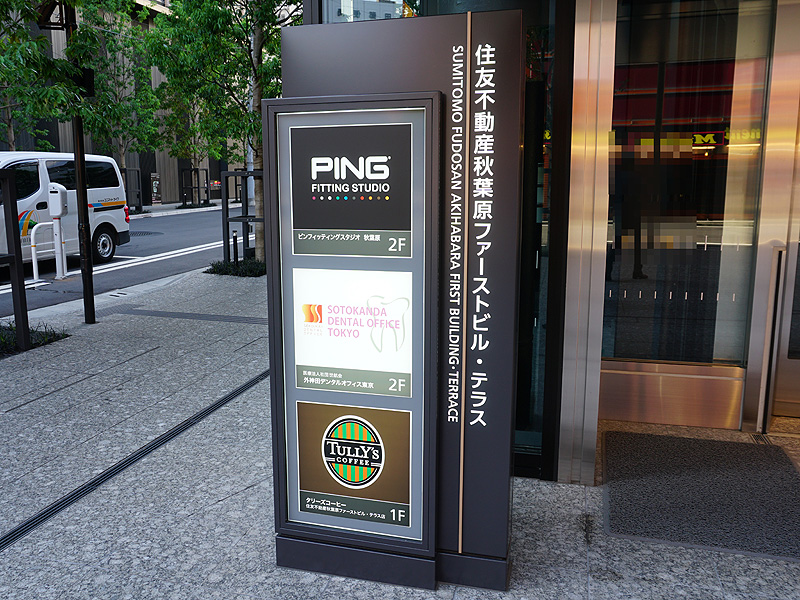 住友不動産秋葉原ファーストビル・テラス
SUMITOMO FUDOSAN AKIHABARA FIRST BUILDING・TERRACE
PING
FITTING STUDIO
ピンフィッティングスタジオ 秋葉原
2F
SOTOKANDA
DENTAL OFFICE
TOKYO
医療法人社団世航会
外神田デンタルオフィス東京
2F
TULLY'S
COFFEE
タリーズコーヒー
住友不動産秋葉原ファーストビル・テラス店
1F